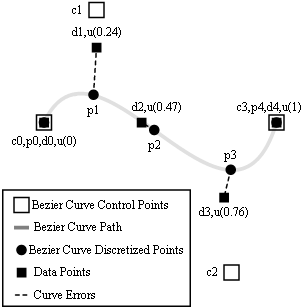 c1
d1,u(0.24)
p1
d2,u(0.47)
c3,p4,d4,u(1)
c0,p0,d0,u(0)
p2
p3
d3,u(0.76)
c2
Bezier Curve Control Points
Bezier Curve Path
Bezier Curve Discretized Points
Data Points
Curve Errors